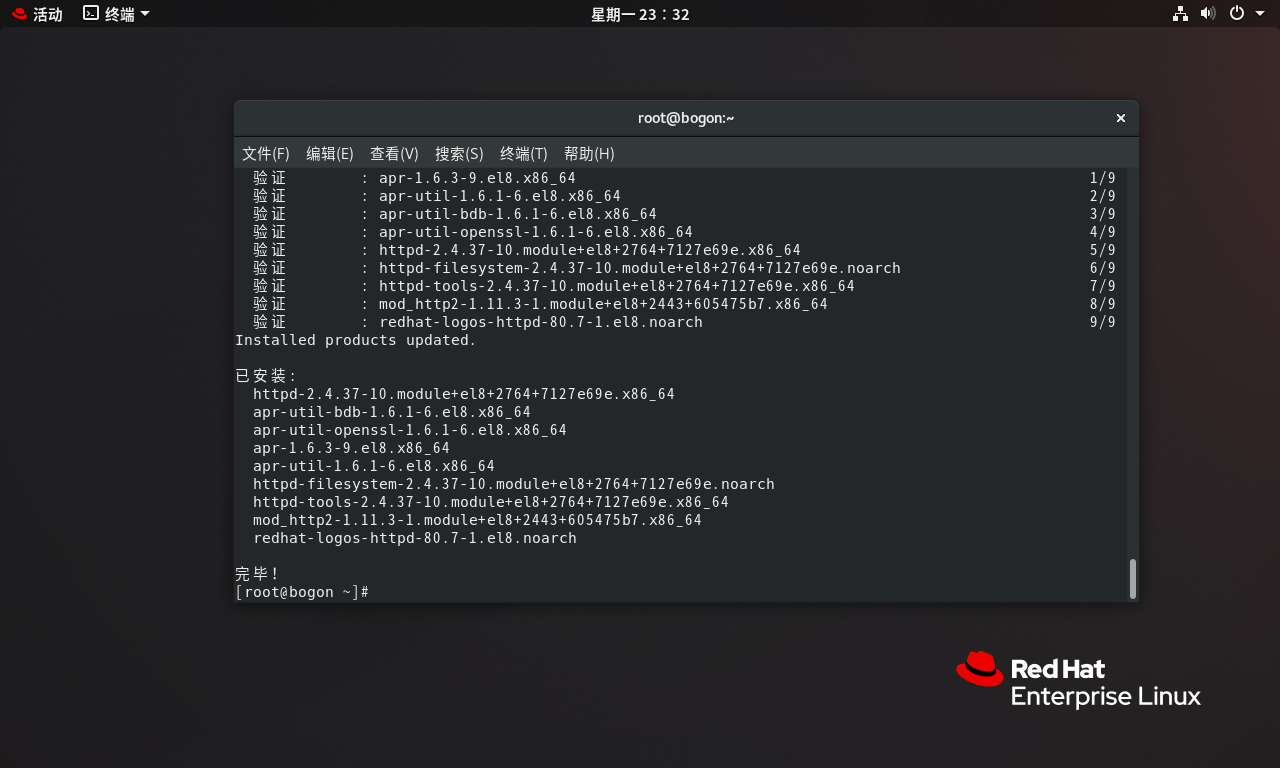 活动 终端 星期一 23：32
root@bogon:~ ×
文件(F) 编辑(E) 查看(V) 搜索(S) 终端(T) 帮助(H)
验证 : apr-1.6.3-9.el8.x86_64 1/9
验证 : apr-util-1.6.1-6.el8.x86_64 2/9
验证 : apr-util-bdb-1.6.1-6.el8.x86_64 3/9
验证 : apr-util-openssl-1.6.1-6.el8.x86_64 4/9
验证 : httpd-2.4.37-10.module+el8+2764+7127e69e.x86_64 5/9
验证 : httpd-filesystem-2.4.37-10.module+el8+2764+7127e69e.noarch 6/9
验证 : httpd-tools-2.4.37-10.module+el8+2764+7127e69e.x86_64 7/9
验证 : mod_http2-1.11.3-1.module+el8+2443+605475b7.x86_64 8/9
验证 : redhat-logos-httpd-80.7-1.el8.noarch 9/9
Installed products updated.
已安装:
httpd-2.4.37-10.module+el8+2764+7127e69e.x86_64
apr-util-bdb-1.6.1-6.el8.x86_64
apr-util-openssl-1.6.1-6.el8.x86_64
apr-1.6.3-9.el8.x86_64
apr-util-1.6.1-6.el8.x86_64
httpd-filesystem-2.4.37-10.module+el8+2764+7127e69e.noarch
httpd-tools-2.4.37-10.module+el8+2764+7127e69e.x86_64
mod_http2-1.11.3-1.module+el8+2443+605475b7.x86_64
redhat-logos-httpd-80.7-1.el8.noarch
完毕！
[root@bogon ~]#
Red Hat
Enterprise Linux